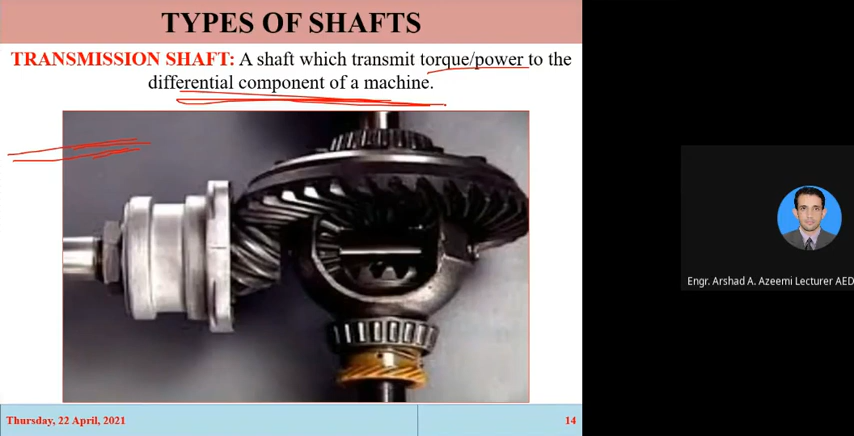 TYPES OF SHAFTS
TRANSMISSION SHAFT: A shaft which transmit torque/power to the
differential component of a machine.
Engr. Arshad A. Azeemi Lecturer AED
Thursday, 22 April, 2021
14